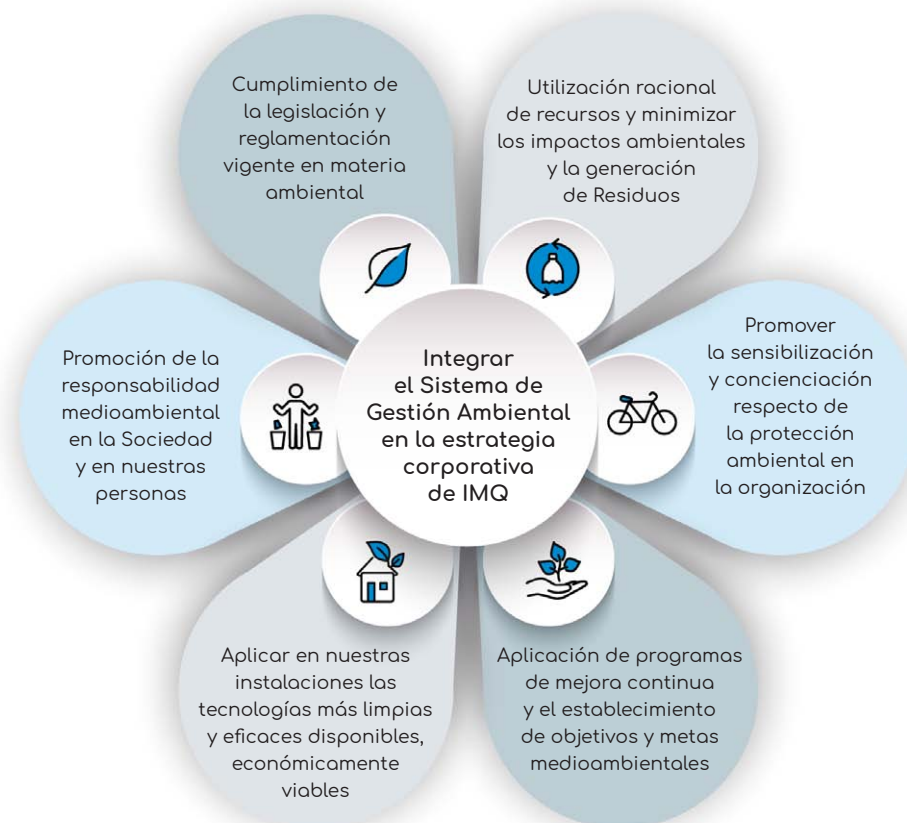 Cumplimiento de
la legislación y
reglamentación
vigente en materia
ambiental
Utilización racional
de recursos y minimizar
los impactos ambientales
y la generación
de Residuos
Promoción de la
responsabilidad
medioambiental
en la Sociedad
y en nuestras
personas
Integrar
el Sistema de
Gestión Ambiental
en la estrategia
corporativa
de IMQ
Promover
la sensibilización
y concienciación
respecto de
la protección
ambiental en
la organización
Aplicar en nuestras
instalaciones las
tecnologías más limpias
y eficaces disponibles,
económicamente
viables
Aplicación de programas
de mejora continua
y el establecimiento
de objetivos y metas
medioambientales